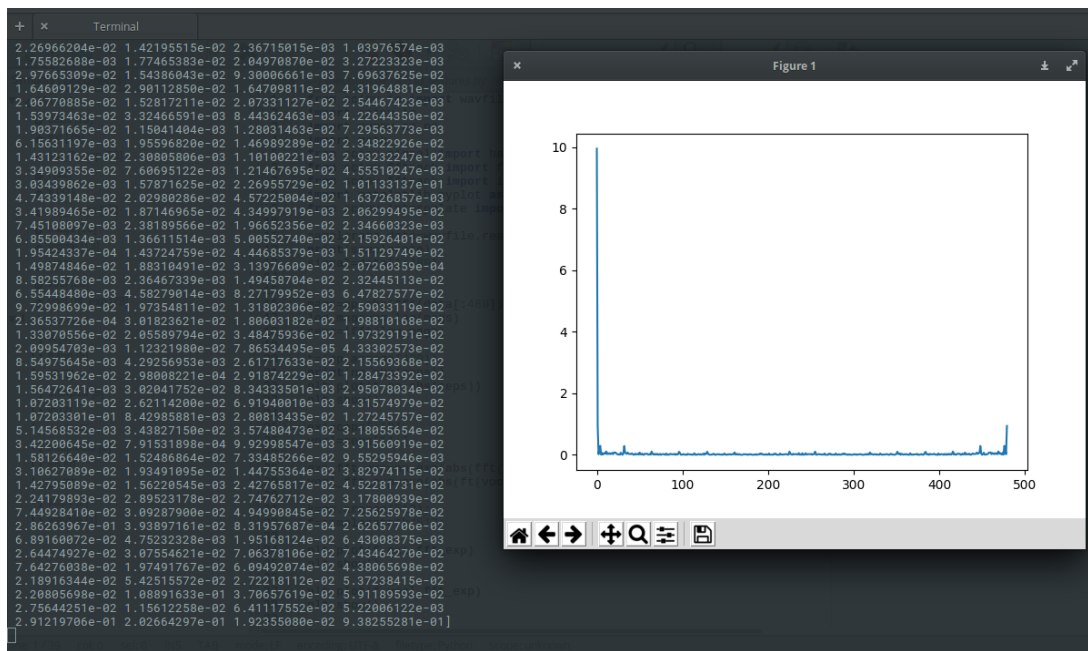 Terminal
2.26966204e-02 1.42195515e-02 2.36715015e-03 1.03976574e-03
1.75582688e-03 1.77465383e-02 2.04970870e-02 3.27223323e-03
2.97665309e-02 1.54386043e-02 9.30006661e-03 7.69637625e-02
1.64609129e-02 2.90112850e-02 1.64709811e-02 4.31964881e-03
2.06770885e-02 1.52817211e-02 2.07331127e-02 2.54467423e-03
1.53973463e-02 3.32466591e-03 8.44362463e-03 4.22644350e-02
1.90371665e-02 1.15041404e-03 1.28031463e-02 7.29563773e-03
6.15631197e-03 1.95596820e-02 1.46989289e-02 2.34822926e-02
1.43123162e-02 2.30805806e-03 1.10100221e-03 2.93232247e-02
3.34909355e-02 7.60695122e-03 1.21467695e-02 4.55510247e-03
3.03439862e-03 1.57871625e-02 2.26955729e-02 1.01133137e-01
4.74339148e-02 2.02980286e-02 4.57225004e-02 1.63726857e-03
3.41989465e-02 1.87146965e-02 4.34997919e-03 2.06299495e-02
7.45108097e-03 2.38189566e-02 1.96652356e-02 2.34660323e-03
6.85500434e-03 1.36611514e-03 5.00552740e-02 2.15926401e-02
1.95424337e-04 1.43724759e-02 4.44685379e-03 1.51129749e-02
1.49874846e-02 1.88310491e-02 3.13976609e-02 2.07260359e-04
8.58255768e-03 2.36467339e-03 1.49458704e-02 2.32445113e-02
6.55448480e-03 4.58279014e-03 8.27179952e-03 6.47827577e-02
9.72998699e-02 1.97354811e-02 1.31802306e-02 2.59033119e-02
2.36537726e-04 3.01823621e-02 1.80603182e-02 1.98810168e-02
1.33070556e-02 2.05589794e-02 3.48475936e-02 1.97329191e-02
2.09954703e-03 1.12321980e-02 7.86534495e-05 4.33302573e-02
8.54975645e-03 4.29256953e-03 2.61717633e-02 2.15569368e-02
1.59531962e-02 2.98008221e-04 2.91874229e-02 1.28473392e-02
1.56472641e-03 3.02041752e-02 8.34333501e-03 2.95078034e-02
1.07203119e-02 2.62114200e-02 6.91940010e-03 4.31574979e-02
1.07203301e-01 8.42985881e-03 2.80813435e-02 1.27245757e-02
5.14568532e-03 3.43827150e-02 3.57480473e-02 3.18055654e-02
3.42200645e-02 7.91531898e-04 9.92998547e-03 3.91560919e-02
1.58126640e-02 1.52486864e-02 7.33485266e-02 9.55295946e-03
3.10627089e-02 1.93491095e-02 1.44755364e-02 3.82974115e-02
1.42795089e-02 1.56220545e-03 2.42765817e-02 4.52281731e-02
2.24179893e-02 2.89523178e-02 2.74762712e-02 3.17800939e-02
7.44928410e-02 3.09287900e-02 4.94990845e-02 7.25625978e-02
2.86263967e-01 3.93897161e-02 8.31957687e-04 2.62657706e-02
6.89160072e-02 4.75232328e-03 1.95168124e-02 6.43008375e-03
2.64474927e-02 3.07554621e-02 7.06378106e-02 7.43464270e-02
7.64276038e-02 1.97491767e-02 6.09492074e-02 4.38065698e-02
2.18916344e-02 5.42515572e-02 2.72218112e-02 5.37238415e-02
2.20805698e-02 1.08891633e-01 3.70657619e-02 5.91189593e-02
2.75644251e-02 1.15612258e-02 6.41117552e-02 5.22006122e-03
2.91219706e-01 2.02664297e-01 1.92355080e-02 9.38255281e-01]
Figure 1
10
8
6
4
2
0
0 100 200 300 400 500